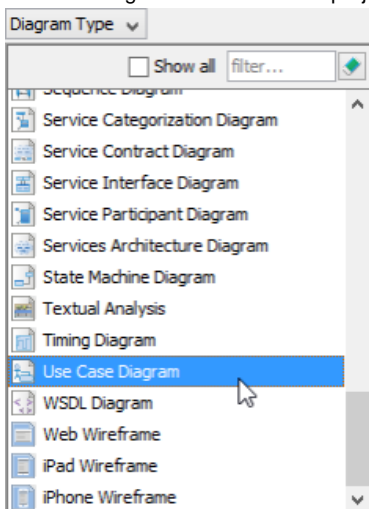 Diagram Type
Show all filter...
Sequence Diagram
Service Categorization Diagram
Service Contract Diagram
Service Interface Diagram
Service Participant Diagram
Services Architecture Diagram
State Machine Diagram
Textual Analysis
Timing Diagram
Use Case Diagram
WSDL Diagram
Web Wireframe
iPad Wireframe
iPhone Wireframe